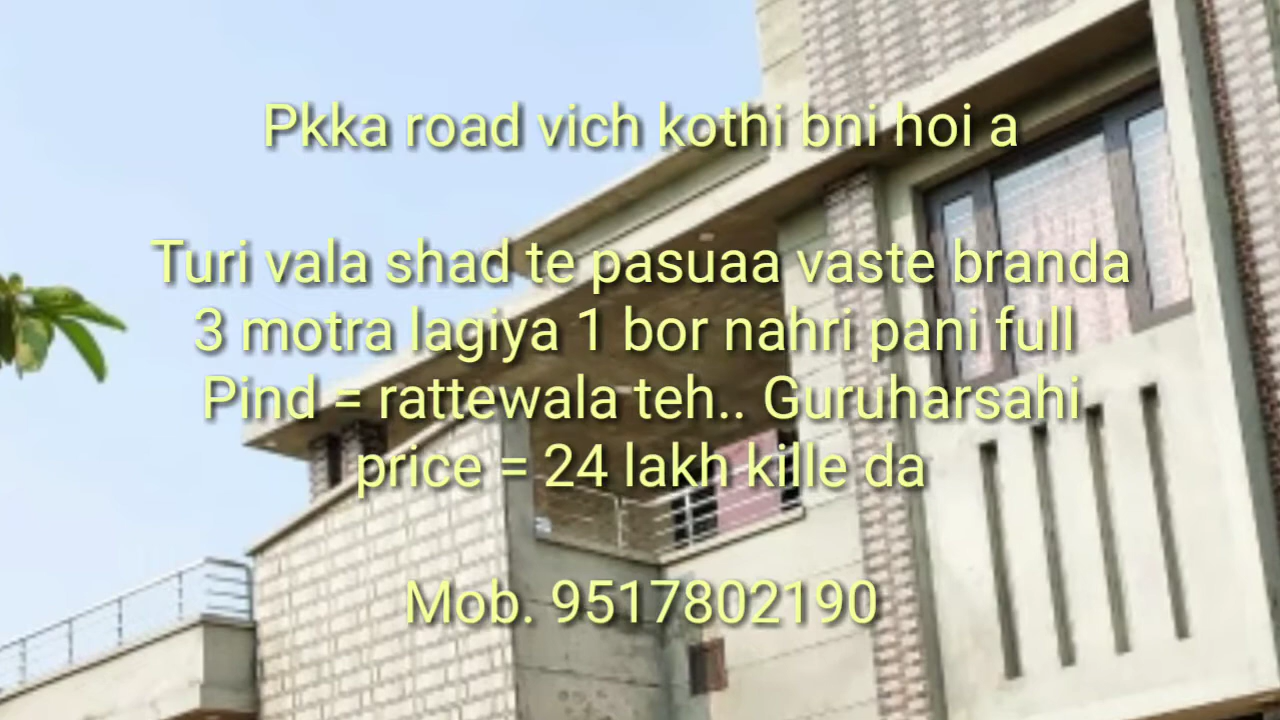 Pkka road vich kothi bni hoi a
Turi vala shad te pasuaa vaste branda
3 motra lagiya 1 bor nahri pani full
Pind = rattewala teh.. Guruharsahi
price = 24 lakh kille da
Mob. 9517802190